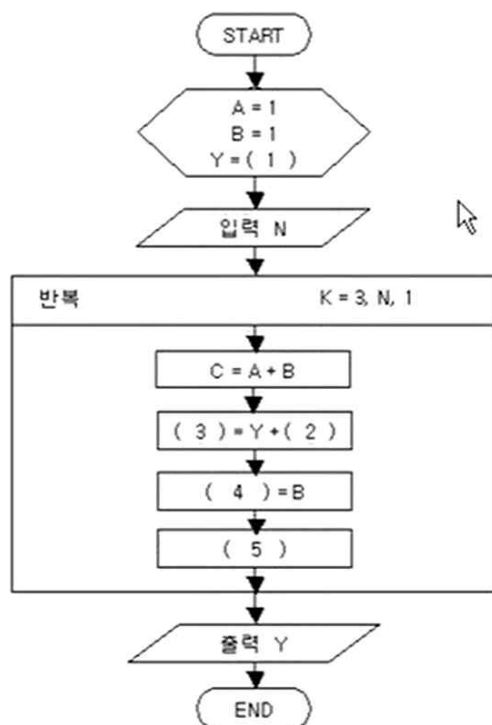 START
A = 1
B = 1
Y = ( 1 )
입력 N
반복 K = 3, N, 1
C = A + B
( 3 ) = Y + ( 2 )
( 4 ) = B
( 5 )
출력 Y
END